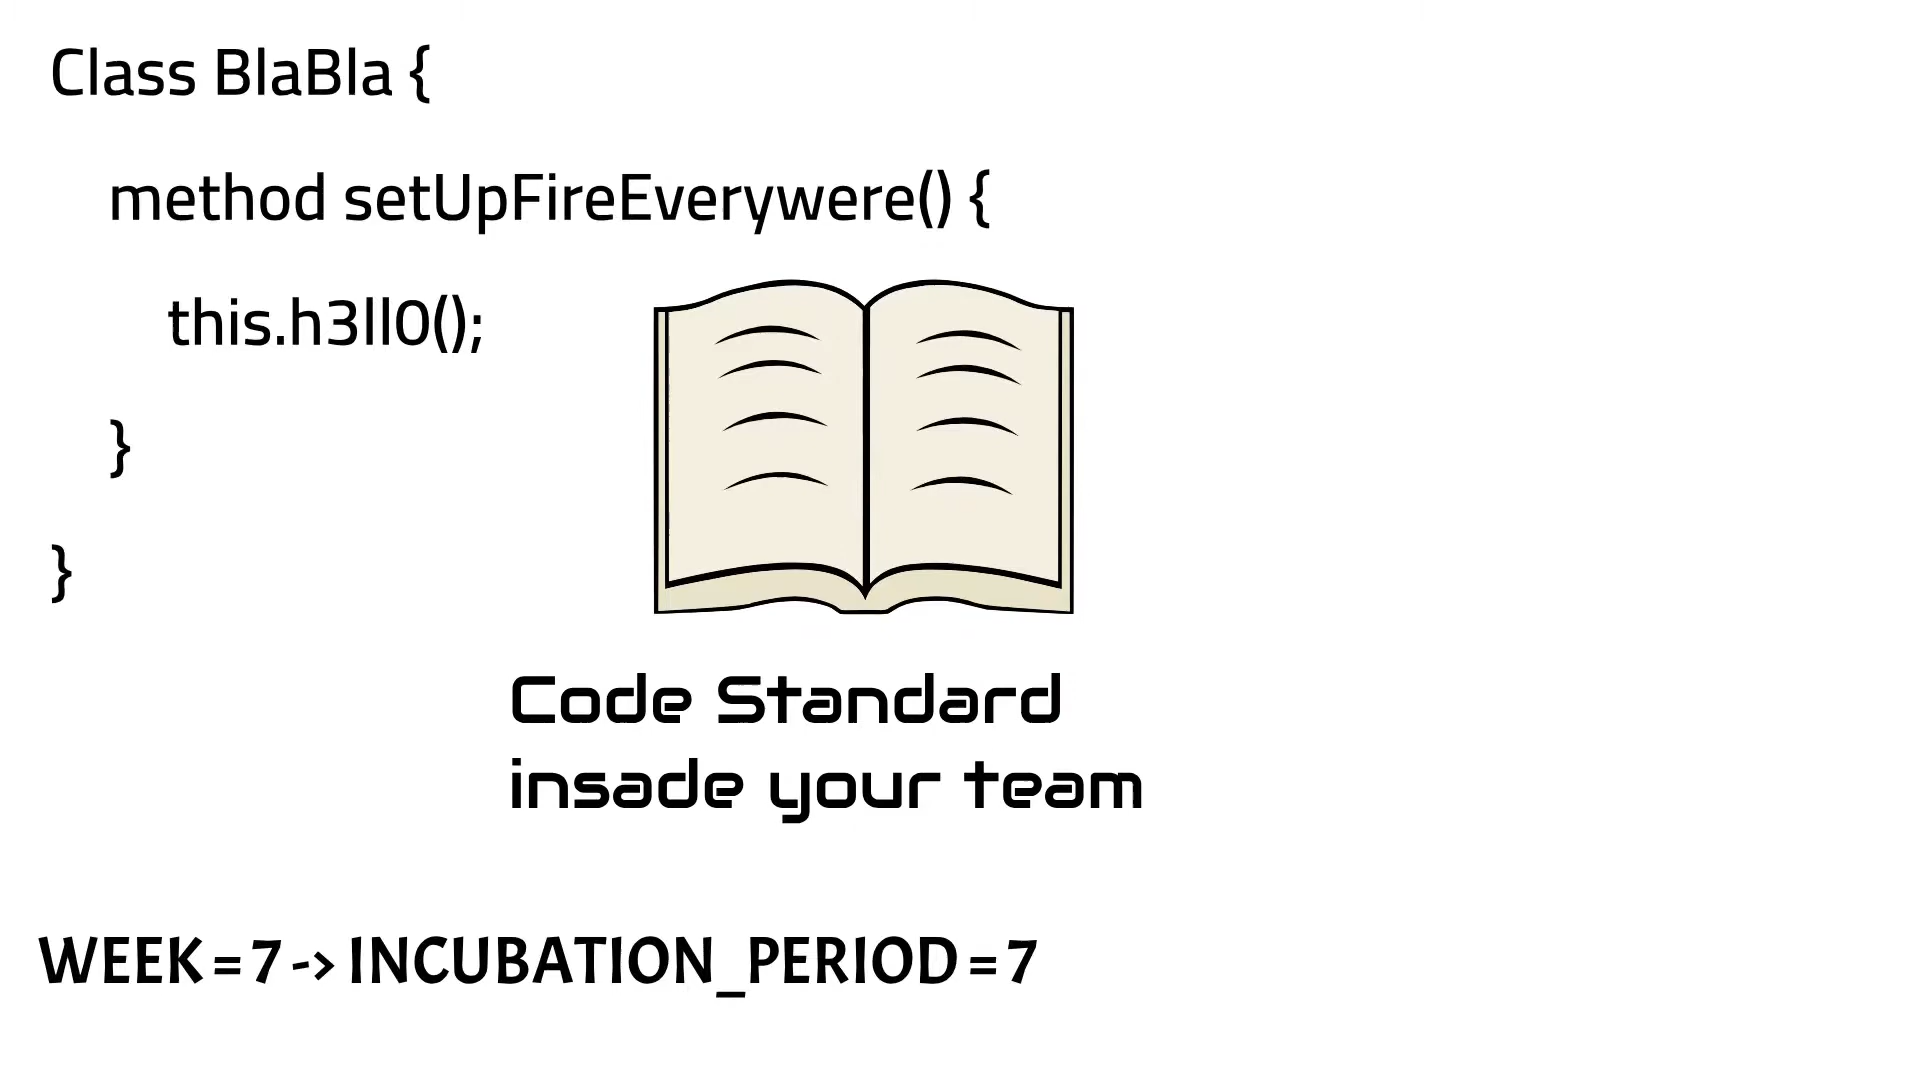 Class BlaBla {
method setUpFireEverywere() {
this.h3ll0();
}
}
Code Standard
insade your team
WEEK = 7 -> INCUBATION_PERIOD = 7